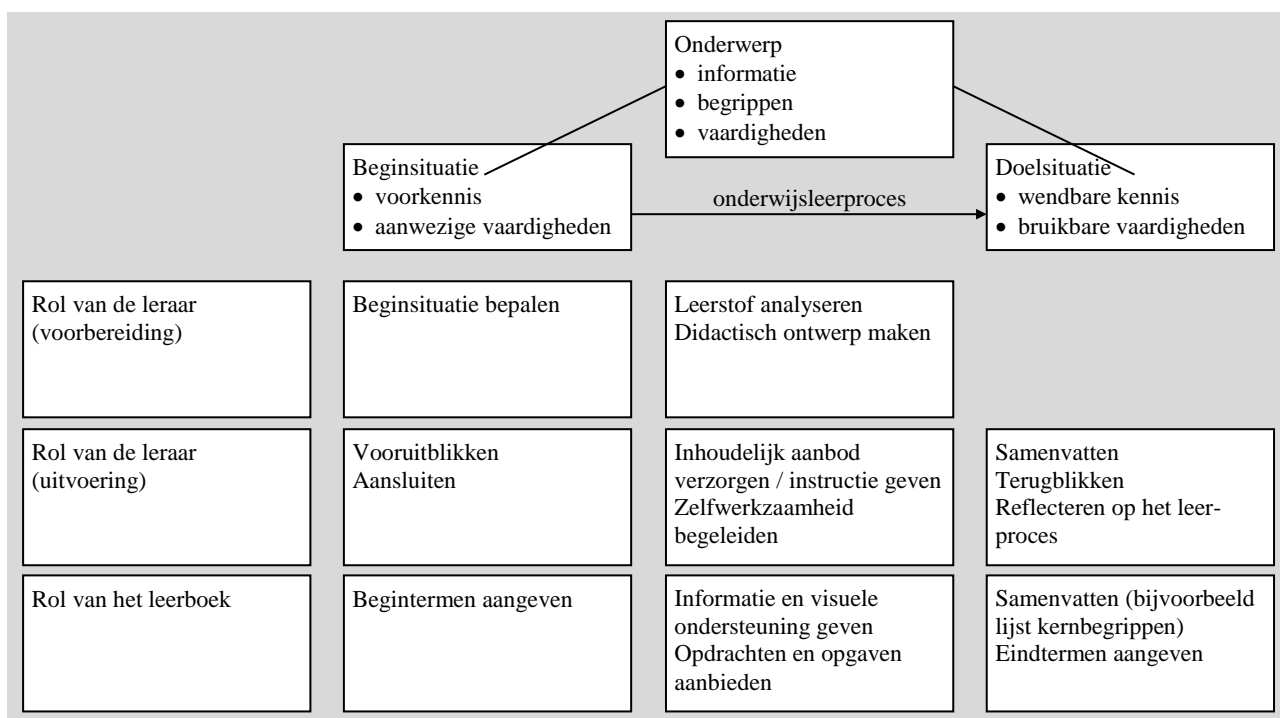 Onderwerp
• informatie
• begrippen
• vaardigheden
Beginsituatie
• voorkennis
• aanwezige vaardigheden
onderwijsleerproces
Doelsituatie
• wendbare kennis
• bruikbare vaardigheden
Rol van de leraar
(voorbereiding)
Beginsituatie bepalen
Leerstof analyseren
Didactisch ontwerp maken
Rol van de leraar
(uitvoering)
Vooruitblikken
Aansluiten
Inhoudelijk aanbod
verzorgen / instructie geven
Zelfwerkzaamheid
begeleiden
Samenvatten
Terugblikken
Reflecteren op het leer-
proces
Rol van het leerboek
Begintermen aangeven
Informatie en visuele
ondersteuning geven
Opdrachten en opgaven
aanbieden
Samenvatten (bijvoorbeeld
lijst kernbegrippen)
Eindtermen aangeven